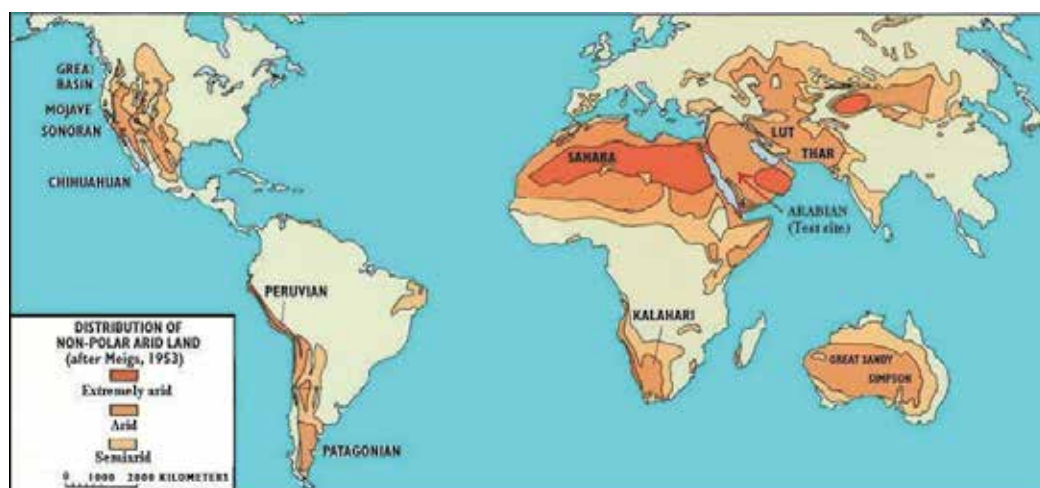 GREAT
BASIN
MOJAVE
SONORAN
CHIHUAHUAN
SAHARA
LUT
THAR
ARABIAN
(Test site)
PERUVIAN
KALAHARI
GREAT SANDY
SIMPSON
PATAGONIAN
DISTRIBUTION OF
NON-POLAR ARID LAND
(after Meigs, 1953)
Extremely arid
Arid
Semiarid
0 1000 2000 KILOMETERS